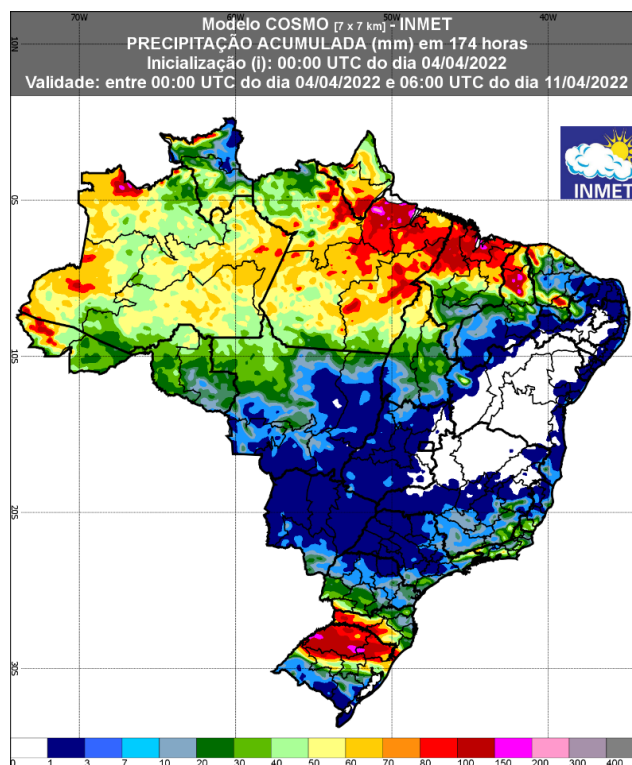 70W 60W 50W 40W
Modelo COSMO [7 x 7 km] - INMET
PRECIPITAÇÃO ACUMULADA (mm) em 174 horas
Inicialização (i): 00:00 UTC do dia 04/04/2022
Validade: entre 00:00 UTC do dia 04/04/2022 e 06:00 UTC do dia 11/04/2022
10N
INMET
0S
10S
20S
30S
0 1 3 7 10 20 30 40 50 60 70 80 100 150 200 300 400